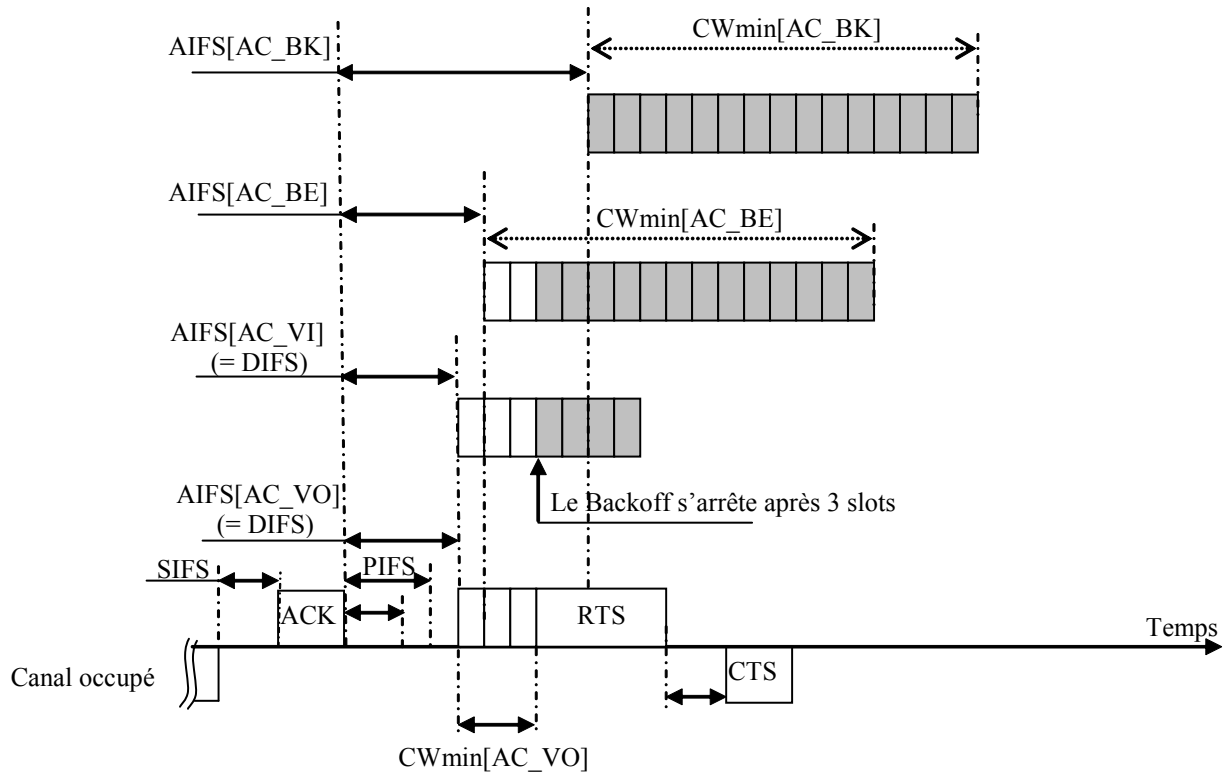 CWmin[AC_BK]
AIFS[AC_BK]
AIFS[AC_BE]
CWmin[AC_BE]
AIFS[AC_VI]
(= DIFS)
Le Backoff s’arrête après 3 slots
AIFS[AC_VO]
(= DIFS)
SIFS
PIFS
ACK
RTS
Temps
Canal occupé
CTS
CWmin[AC_VO]